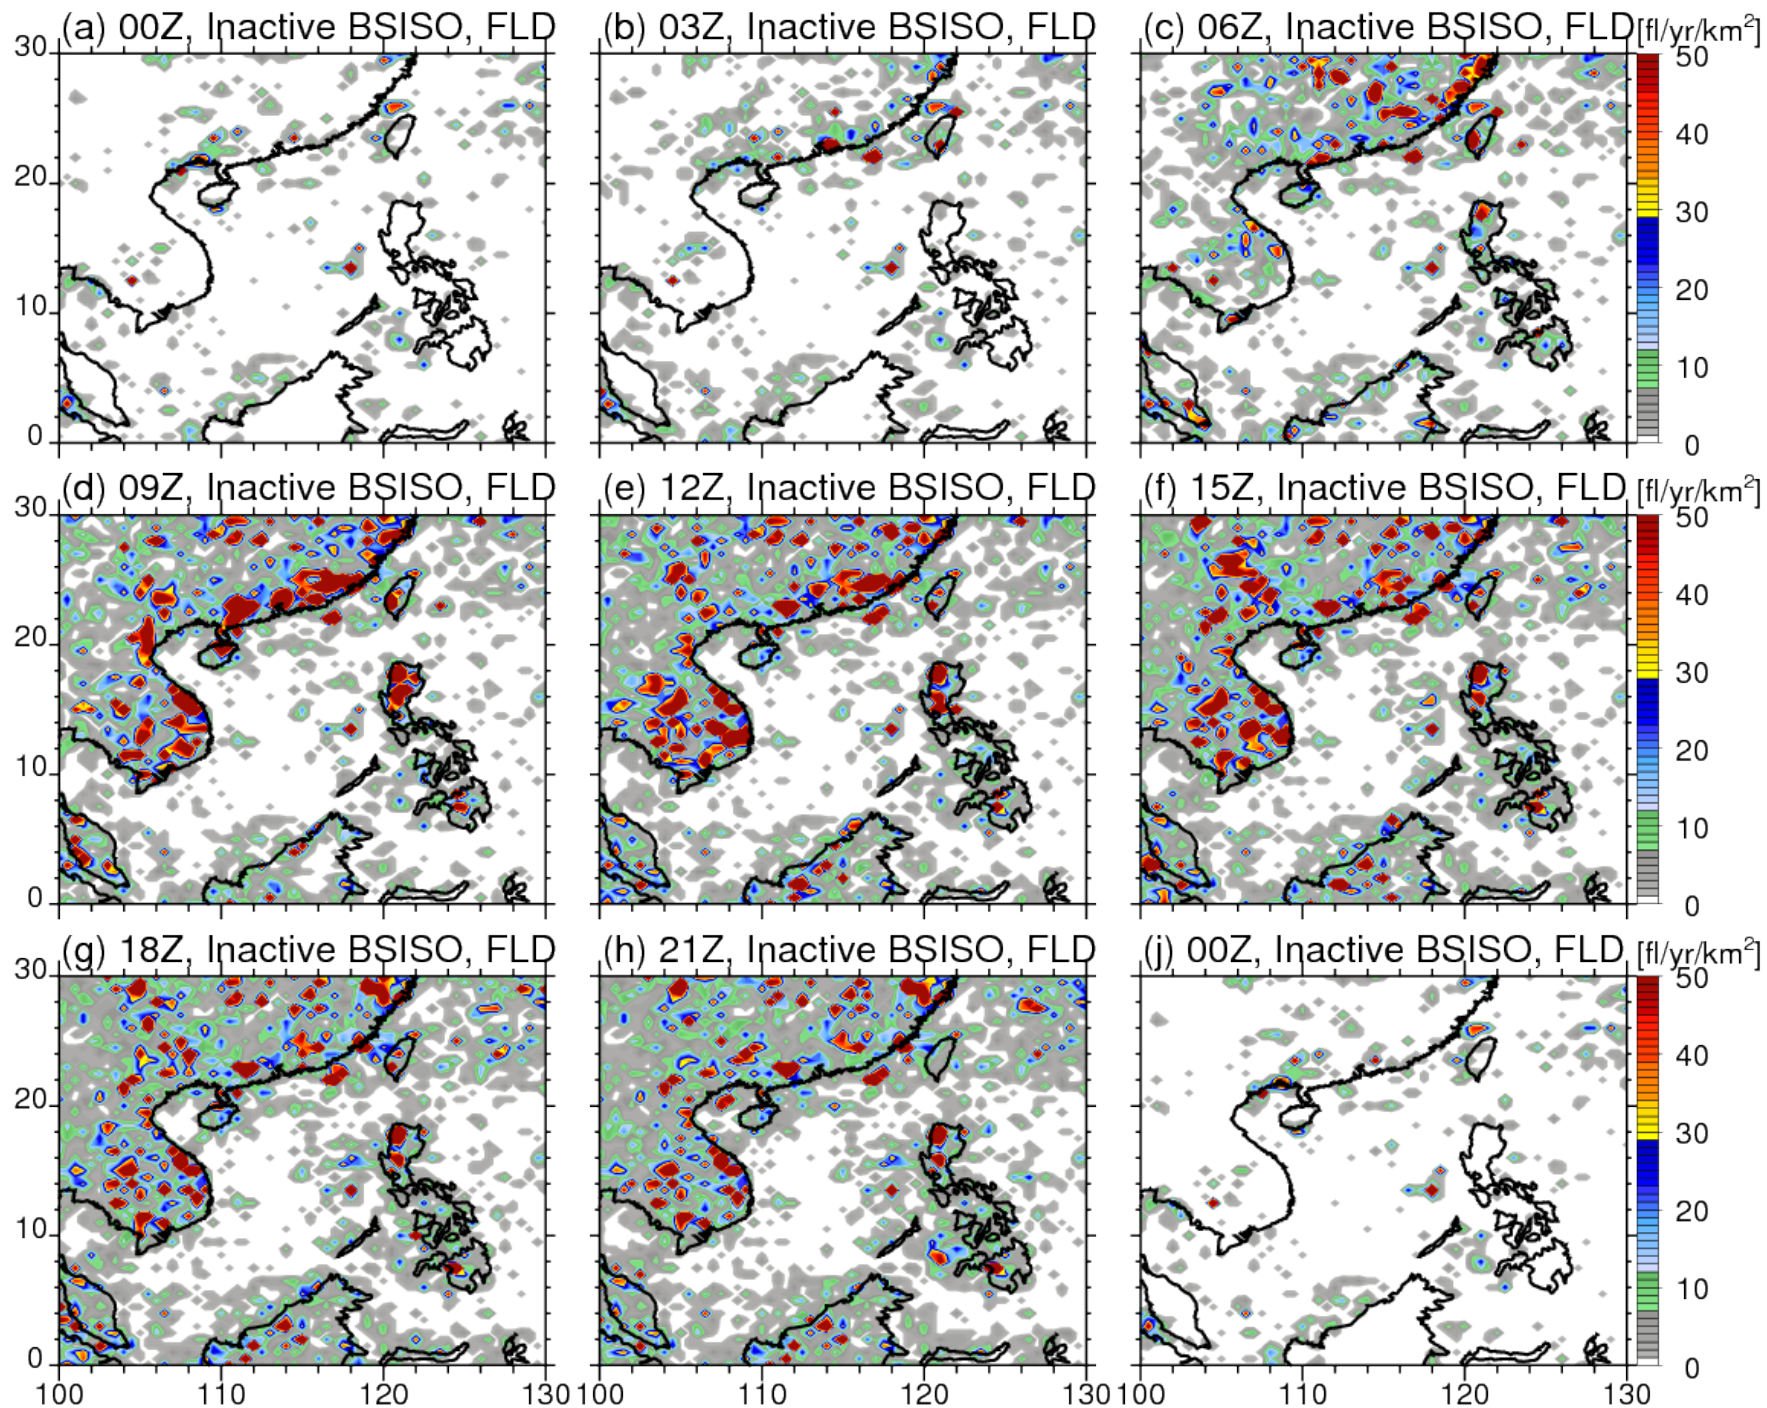 (a) 00Z, Inactive BSISO, FLD
(b) 03Z, Inactive BSISO, FLD
(c) 06Z, Inactive BSISO, FLD
[fl/yr/km²]
30
20
10
0
50
40
30
20
10
0
(d) 09Z, Inactive BSISO, FLD
(e) 12Z, Inactive BSISO, FLD
(f) 15Z, Inactive BSISO, FLD
[fl/yr/km²]
30
20
10
0
50
40
30
20
10
0
(g) 18Z, Inactive BSISO, FLD
(h) 21Z, Inactive BSISO, FLD
(j) 00Z, Inactive BSISO, FLD
[fl/yr/km²]
30
20
10
0
50
40
30
20
10
0
100 110 120 130
100 110 120 130
100 110 120 130